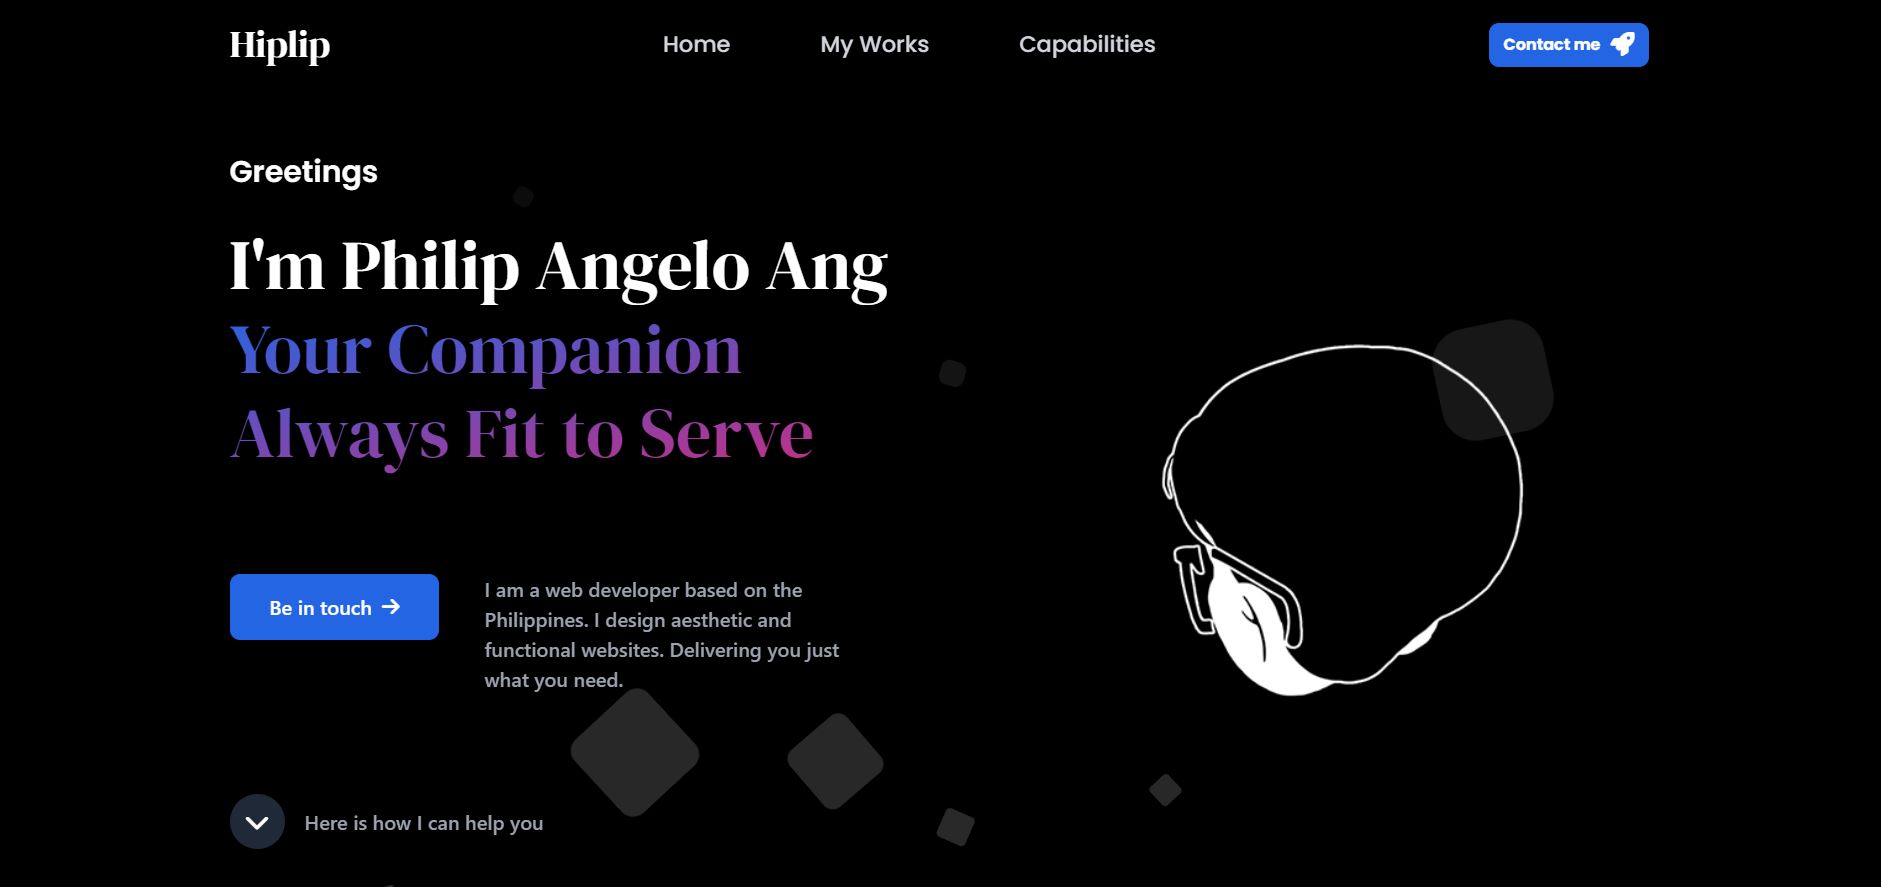 Hiplip
Home
My Works
Capabilities
Contact me
Greetings
I'm Philip Angelo Ang
Your Companion
Always Fit to Serve
Be in touch
I am a web developer based on the
Philippines. I design aesthetic and
functional websites. Delivering you just
what you need.
Here is how I can help you